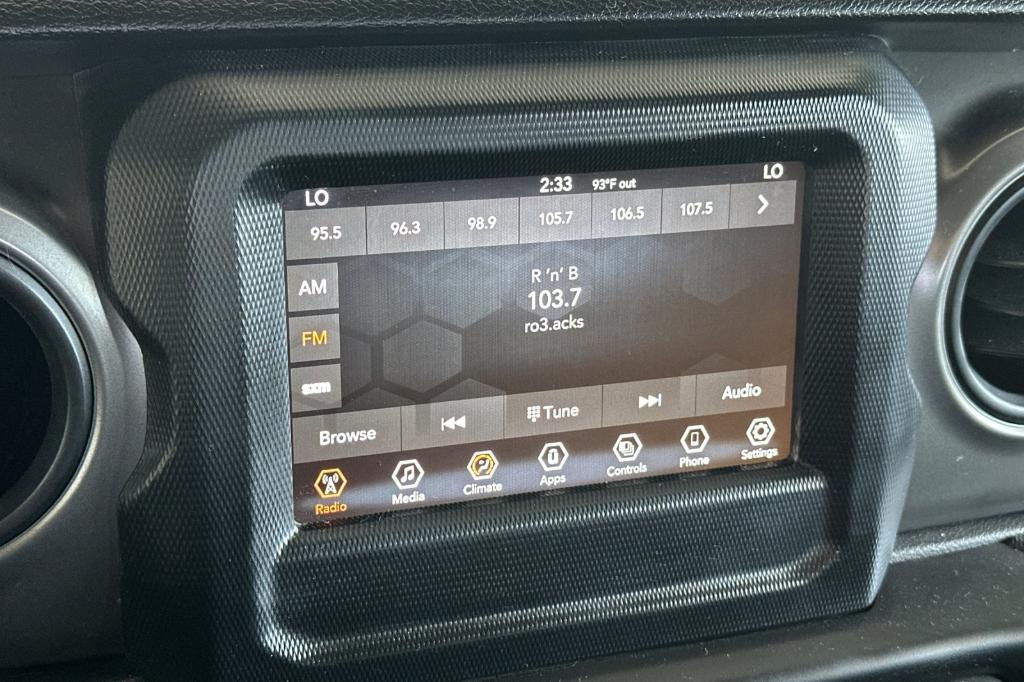 LO 2:33 93°F out LO
95.5 96.3 98.9 105.7 106.5 107.5
AM
R 'n' B
103.7
FM
ro3.acks
sxm
Browse Tune Audio
Radio Media Climate Apps Controls Phone Settings